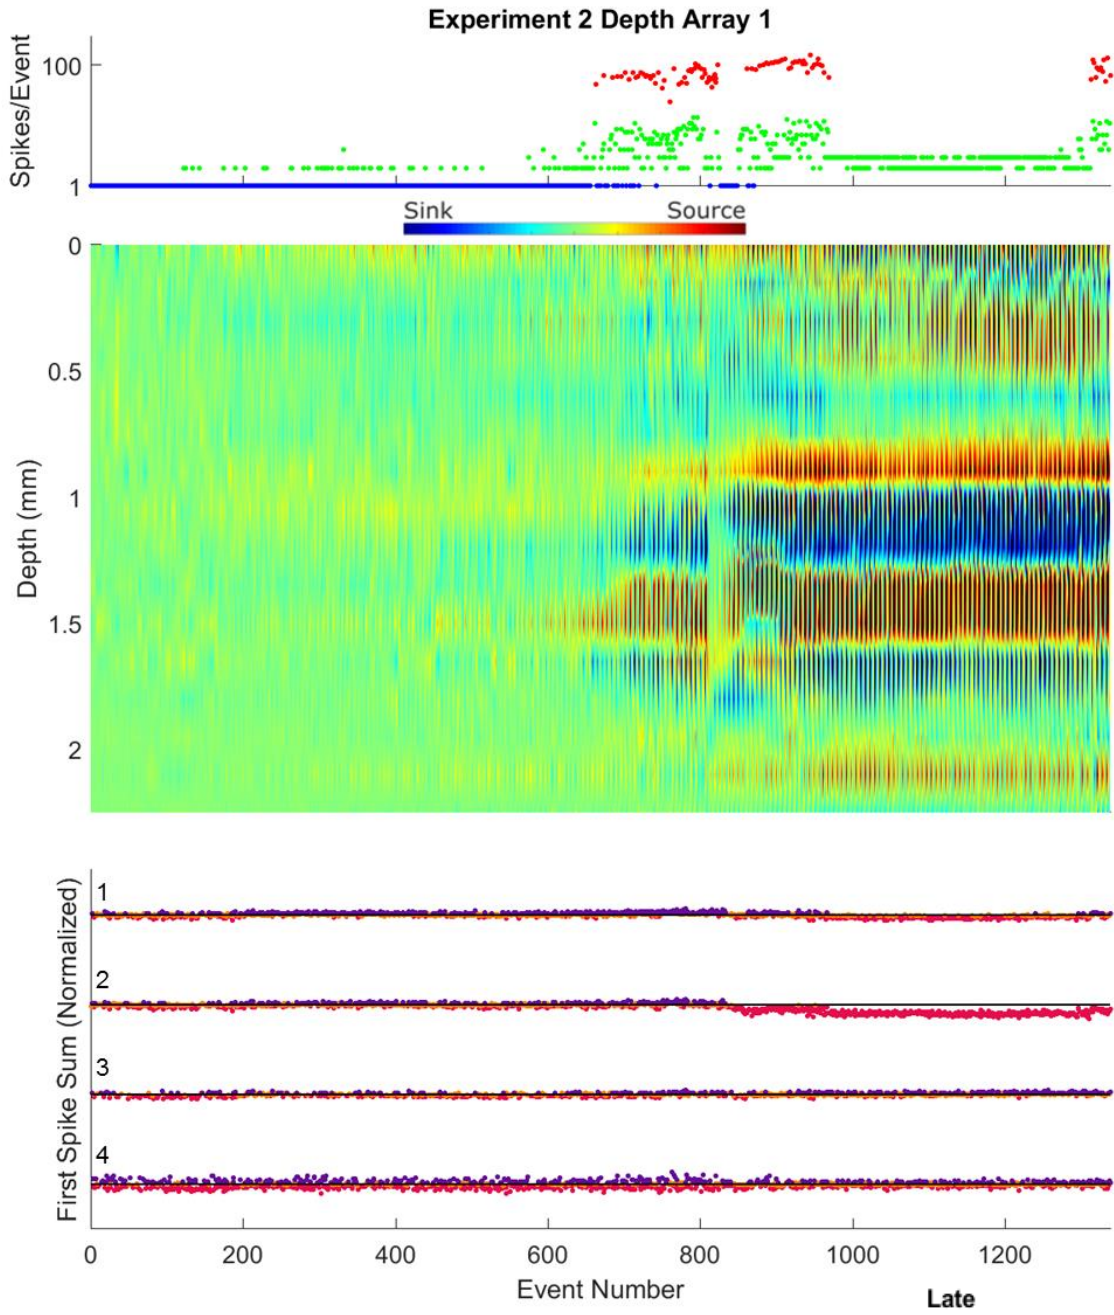 Experiment 2 Depth Array 1
Spikes/Event
100
1
Sink Source
Depth (mm)
0
0.5
1
1.5
2
First Spike Sum (Normalized)
1
2
3
4
0 200 400 600 800 1000 1200
Event Number
Late